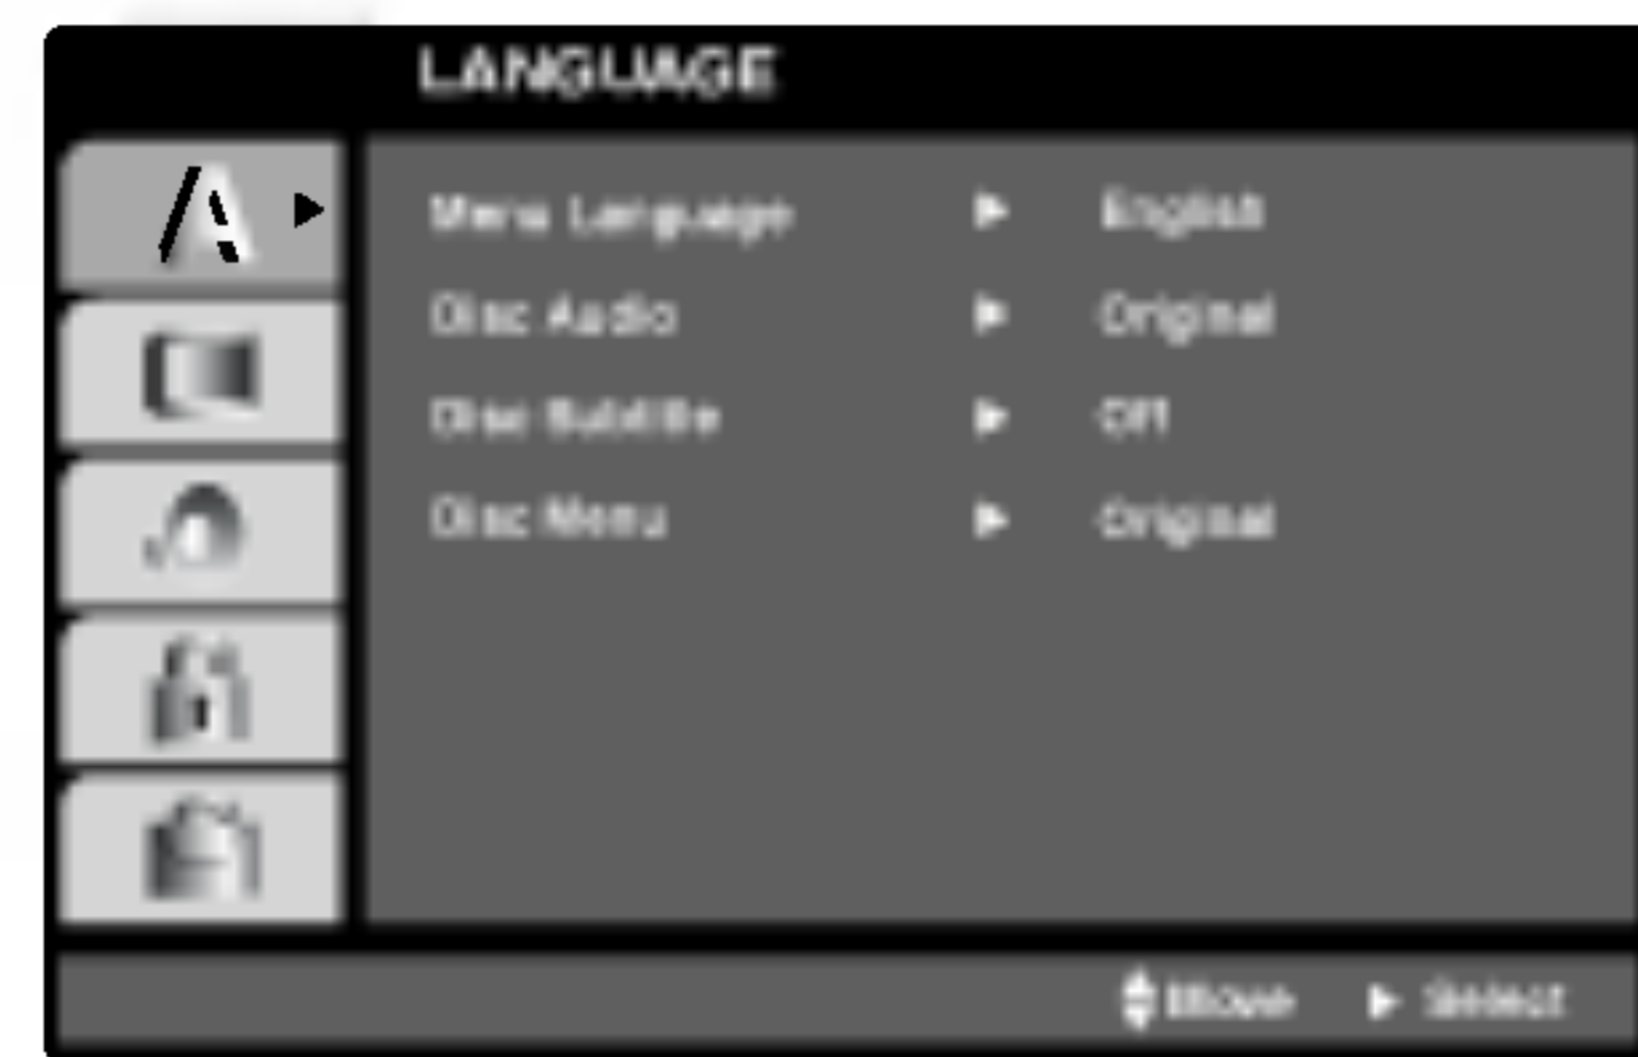 LANGUAGE
Menu Language ▶ English
Disc Audio ▶ Original
Disc Subtitle ▶ Off
Disc Menu ▶ Original
Move ▶ Select